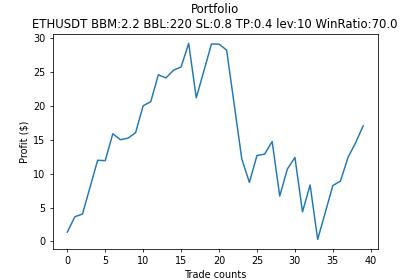 Portfolio
ETHUSDT BBM:2.2 BBL:220 SL:0.8 TP:0.4 lev:10 WinRatio:70.0
Profit ($)
30
25
20
15
10
5
0
0 5 10 15 20 25 30 35 40
Trade counts